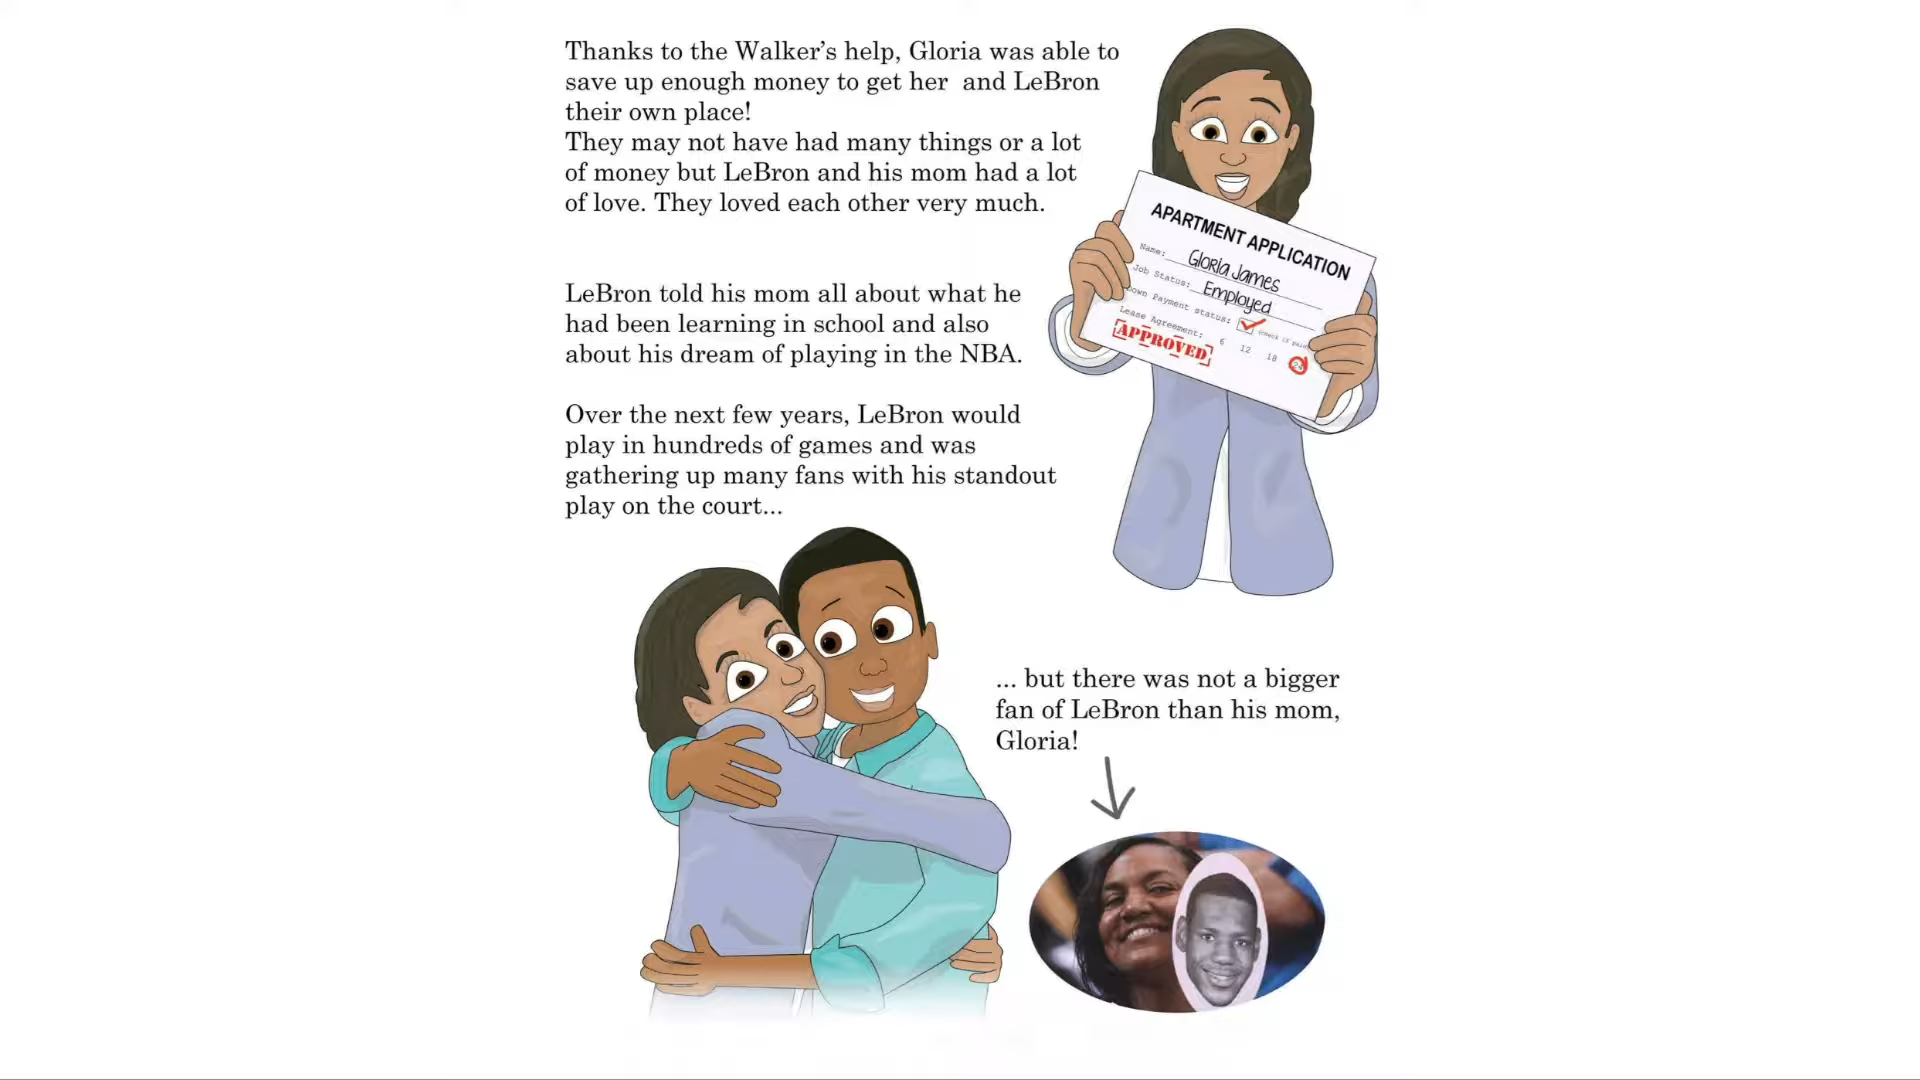 Thanks to the Walker's help, Gloria was able to
save up enough money to get her  and LeBron
their own place!
They may not have had many things or a lot
of money but LeBron and his mom had a lot
of love. They loved each other very much.
LeBron told his mom all about what he
had been learning in school and also
about his dream of playing in the NBA.
Over the next few years, LeBron would
play in hundreds of games and was
gathering up many fans with his standout
play on the court...
APARTMENT APPLICATION
Name: Gloria James
Job Status: Employed
Down Payment status: (check if paid
Lease Agreement: 6 12 18
APPROVED
... but there was not a bigger
fan of LeBron than his mom,
Gloria!